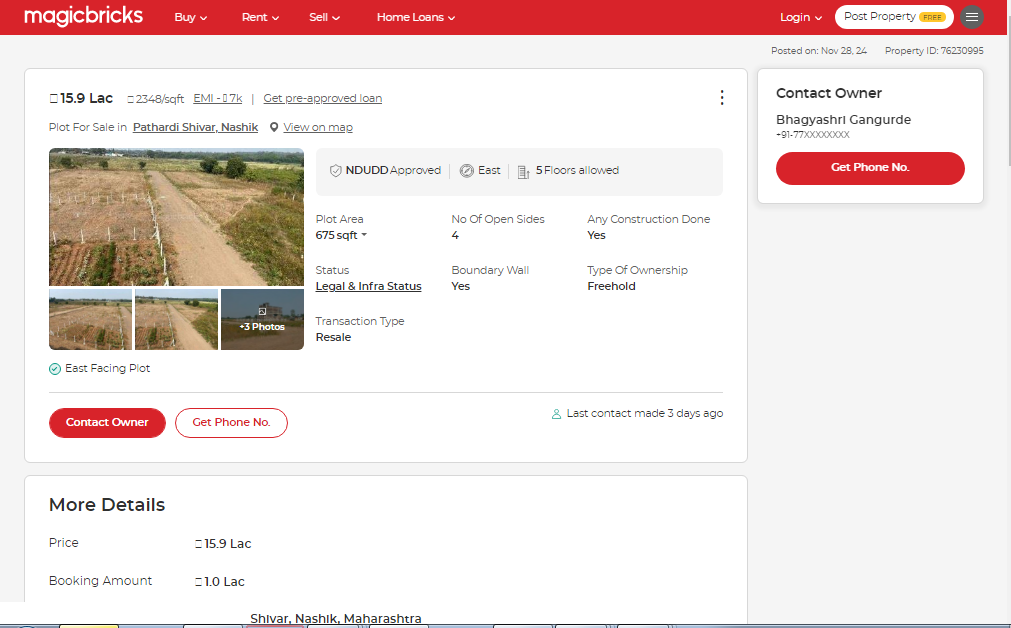 magicbricks Buy Rent Sell Home Loans Login Post Property FREE
Posted on: Nov 28, 24 Property ID: 76230995
15.9 Lac 2348/sqft EMI - 7k | Get pre-approved loan
Plot For Sale in Pathardi Shivar, Nashik View on map
NDUDD Approved East 5 Floors allowed
Plot Area No Of Open Sides Any Construction Done
675 sqft 4 Yes
Status Boundary Wall Type Of Ownership
Legal & Infra Status Yes Freehold
Transaction Type
Resale
+3 Photos
East Facing Plot
Contact Owner Get Phone No. Last contact made 3 days ago
Contact Owner
Bhagyashri Gangurde
+91-77XXXXXXXX
Get Phone No.
More Details
Price 15.9 Lac
Booking Amount 1.0 Lac
Shivar, Nashik, Maharashtra